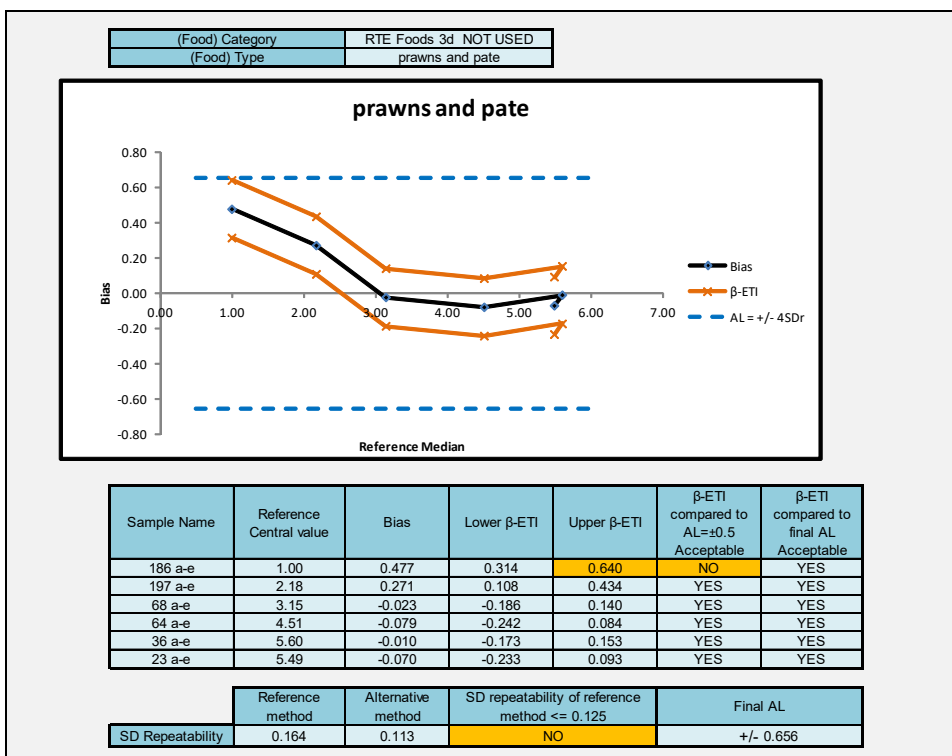 (Food) Category RTE Foods 3d NOT USED
(Food) Type prawns and pate
prawns and pate
0.80
0.60
0.40
0.20
0.00
-0.20
-0.40
-0.60
-0.80
0.00 1.00 2.00 3.00 4.00 5.00 6.00 7.00
Bias
Reference Median
Bias
β-ETI
AL = +/- 4SDr
Sample Name Reference Central value Bias Lower β-ETI Upper β-ETI β-ETI compared to AL=±0.5 Acceptable β-ETI compared to final AL Acceptable
186 a-e 1.00 0.477 0.314 0.640 NO YES
197 a-e 2.18 0.271 0.108 0.434 YES YES
68 a-e 3.15 -0.023 -0.186 0.140 YES YES
64 a-e 4.51 -0.079 -0.242 0.084 YES YES
36 a-e 5.60 -0.010 -0.173 0.153 YES YES
23 a-e 5.49 -0.070 -0.233 0.093 YES YES
Reference method Alternative method SD repeatability of reference method <= 0.125 Final AL
SD Repeatability 0.164 0.113 NO +/- 0.656